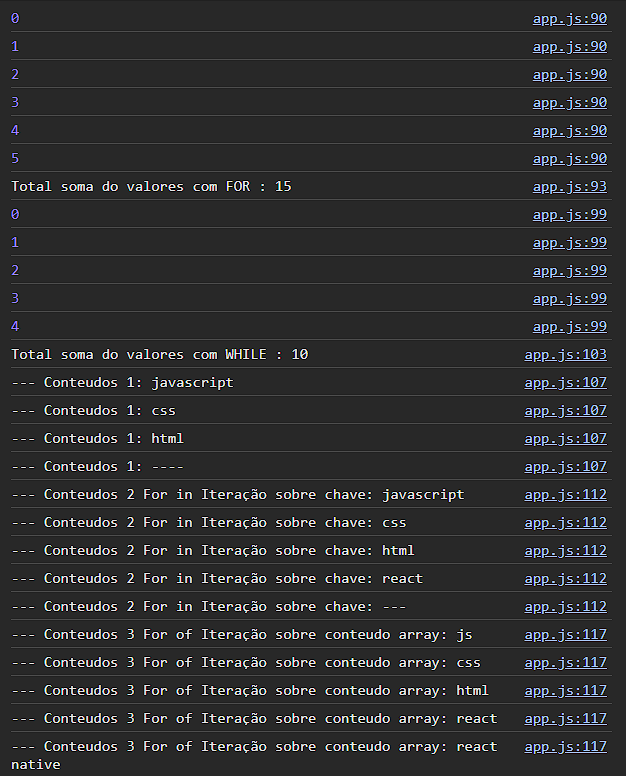 0 app.js:90
1 app.js:90
2 app.js:90
3 app.js:90
4 app.js:90
5 app.js:90
Total soma do valores com FOR : 15 app.js:93
0 app.js:99
1 app.js:99
2 app.js:99
3 app.js:99
4 app.js:99
Total soma do valores com WHILE : 10 app.js:103
--- Conteudos 1: javascript app.js:107
--- Conteudos 1: css app.js:107
--- Conteudos 1: html app.js:107
--- Conteudos 1: ---- app.js:107
--- Conteudos 2 For in Iteração sobre chave: javascript app.js:112
--- Conteudos 2 For in Iteração sobre chave: css app.js:112
--- Conteudos 2 For in Iteração sobre chave: html app.js:112
--- Conteudos 2 For in Iteração sobre chave: react app.js:112
--- Conteudos 2 For in Iteração sobre chave: --- app.js:112
--- Conteudos 3 For of Iteração sobre conteudo array: js app.js:117
--- Conteudos 3 For of Iteração sobre conteudo array: css app.js:117
--- Conteudos 3 For of Iteração sobre conteudo array: html app.js:117
--- Conteudos 3 For of Iteração sobre conteudo array: react app.js:117
--- Conteudos 3 For of Iteração sobre conteudo array: react app.js:117
native